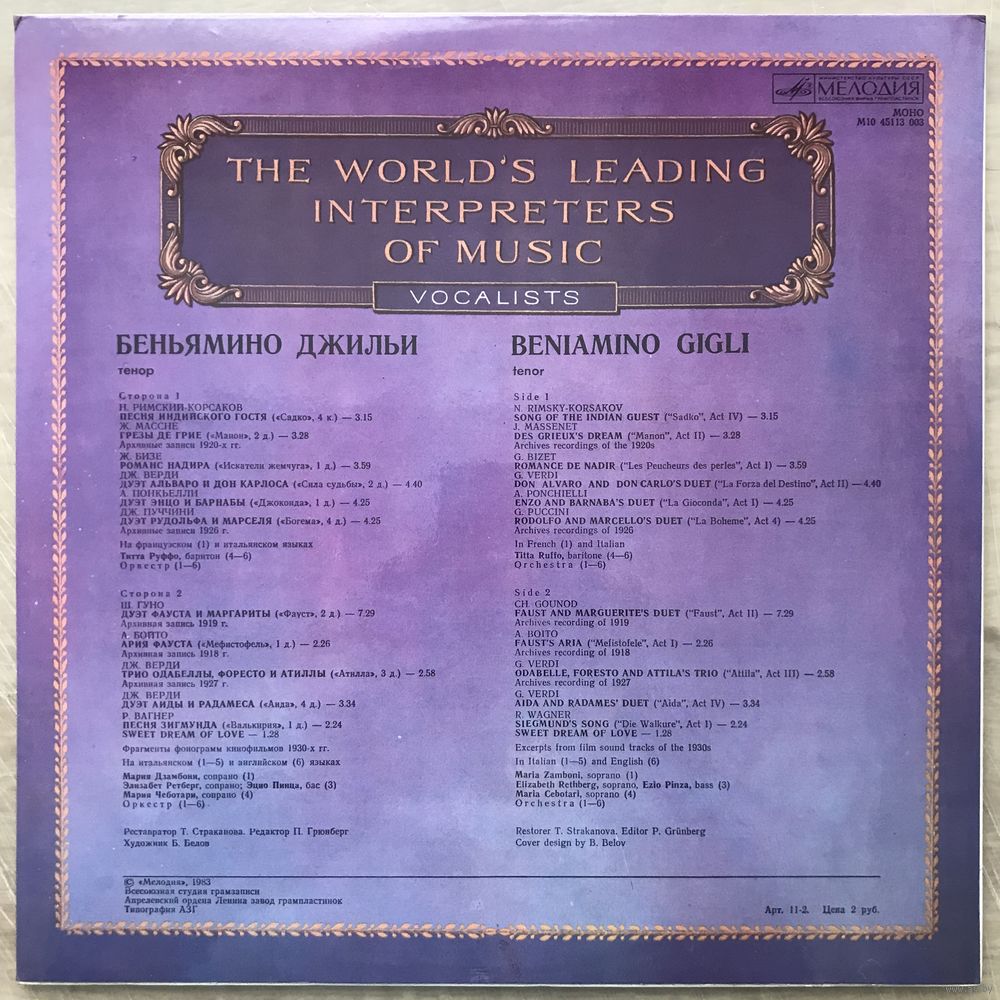 МИНИСТЕРСТВО КУЛЬТУРЫ СССР
МЕЛОДИЯ
ВСЕСОЮЗНАЯ ФИРМА ГРАМПЛАСТИНОК
МОНО
М10 45113 003
THE WORLD'S LEADING
INTERPRETERS
OF MUSIC
VOCALISTS
БЕНЬЯМИНО ДЖИЛЬИ
тенор
Сторона 1
Н. РИМСКИЙ-КОРСАКОВ
ПЕСНЯ ИНДИЙСКОГО ГОСТЯ («Садко», 4 к.) — 3.15
Ж. МАССНЕ
ГРЕЗЫ ДЕ ГРИЕ («Манон», 2 д.) — 3.28
Архивные записи 1920-х гг.
Ж. БИЗЕ
РОМАНС НАДИРА («Искатели жемчуга», 1 д.) — 3.59
ДЖ. ВЕРДИ
ДУЭТ АЛЬВАРО И ДОН КАРЛОСА («Сила судьбы», 2 д.) — 4.40
А. ПОНКЬЕЛЛИ
ДУЭТ ЭНЦО И БАРНАБЫ («Джоконда», 1 д.) — 4.25
ДЖ. ПУЧЧИНИ
ДУЭТ РУДОЛЬФА И МАРСЕЛЯ («Богема», 4 д.) — 4.25
Архивные записи 1926 г.
На французском (1) и итальянском языках
Титта Руффо, баритон (4—6)
Оркестр (1—6)
Сторона 2
Ш. ГУНО
ДУЭТ ФАУСТА И МАРГАРИТЫ («Фауст», 2 д.) — 7.29
Архивная запись 1919 г.
А. БОЙТО
АРИЯ ФАУСТА («Мефистофель», 1 д.) — 2.26
Архивная запись 1918 г.
ДЖ. ВЕРДИ
ТРИО ОДАБЕЛЛЫ, ФОРЕСТО И АТИЛЛЫ («Атилла», 3 д.) — 2.58
Архивная запись 1927 г.
ДЖ. ВЕРДИ
ДУЭТ АИДЫ И РАДАМЕСА («Аида», 4 д.) — 3.34
Р. ВАГНЕР
ПЕСНЯ ЗИГМУНДА («Валькирия», 1 д.) — 2.24
SWEET DREAM OF LOVE — 1.28
Фрагменты фонограмм кинофильмов 1930-х гг.
На итальянском (1—5) и английском (6) языках
Мария Дзамбони, сопрано (1)
Элизабет Ретберг, сопрано; Эцио Пинца, бас (3)
Мария Чеботари, сопрано (4)
Оркестр (1—6)
Реставратор Т. Страканова. Редактор П. Грюнберг
Художник Б. Белов
BENIAMINO GIGLI
tenor
Side 1
N. RIMSKY-KORSAKOV
SONG OF THE INDIAN GUEST ("Sadko", Act IV) — 3.15
J. MASSENET
DES GRIEUX'S DREAM ("Manon", Act II) — 3.28
Archives recordings of the 1920s
G. BIZET
ROMANCE DE NADIR ("Les Peucheurs des perles", Act I) — 3.59
G. VERDI
DON ALVARO AND DON CARLO'S DUET ("La Forza del Destino", Act II) — 4.40
A. PONCHIELLI
ENZO AND BARNABA'S DUET ("La Gioconda", Act I) — 4.25
G. PUCCINI
RODOLFO AND MARCELLO'S DUET ("La Boheme", Act 4) — 4.25
Archives recordings of 1926
In French (1) and Italian
Titta Ruffo, baritone (4—6)
Orchestra (1—6)
Side 2
CH. GOUNOD
FAUST AND MARGUERITE'S DUET ("Faust", Act II) — 7.29
Archives recording of 1919
A. BOITO
FAUST'S ARIA ("Mefistofele", Act I) — 2.26
Archives recording of 1918
G. VERDI
ODABELLE, FORESTO AND ATTILA'S TRIO ("Attila", Act III) — 2.58
Archives recording of 1927
G. VERDI
AIDA AND RADAMES' DUET ("Aida", Act IV) — 3.34
R. WAGNER
SIEGMUND'S SONG ("Die Walkure", Act I) — 2.24
SWEET DREAM OF LOVE — 1.28
Excerpts from film sound tracks of the 1930s
In Italian (1—5) and English (6)
Maria Zamboni, soprano (1)
Elizabeth Rethberg, soprano, Ezio Pinza, bass (3)
Maria Cebotari, soprano (4)
Orchestra (1—6)
Restorer T. Strakanova. Editor P. Grünberg
Cover design by B. Belov
© «Мелодия», 1983
Всесоюзная студия грамзаписи
Апрелевский ордена Ленина завод грампластинок
Типография АЗГ
Арт. 11-2. Цена 2 руб.